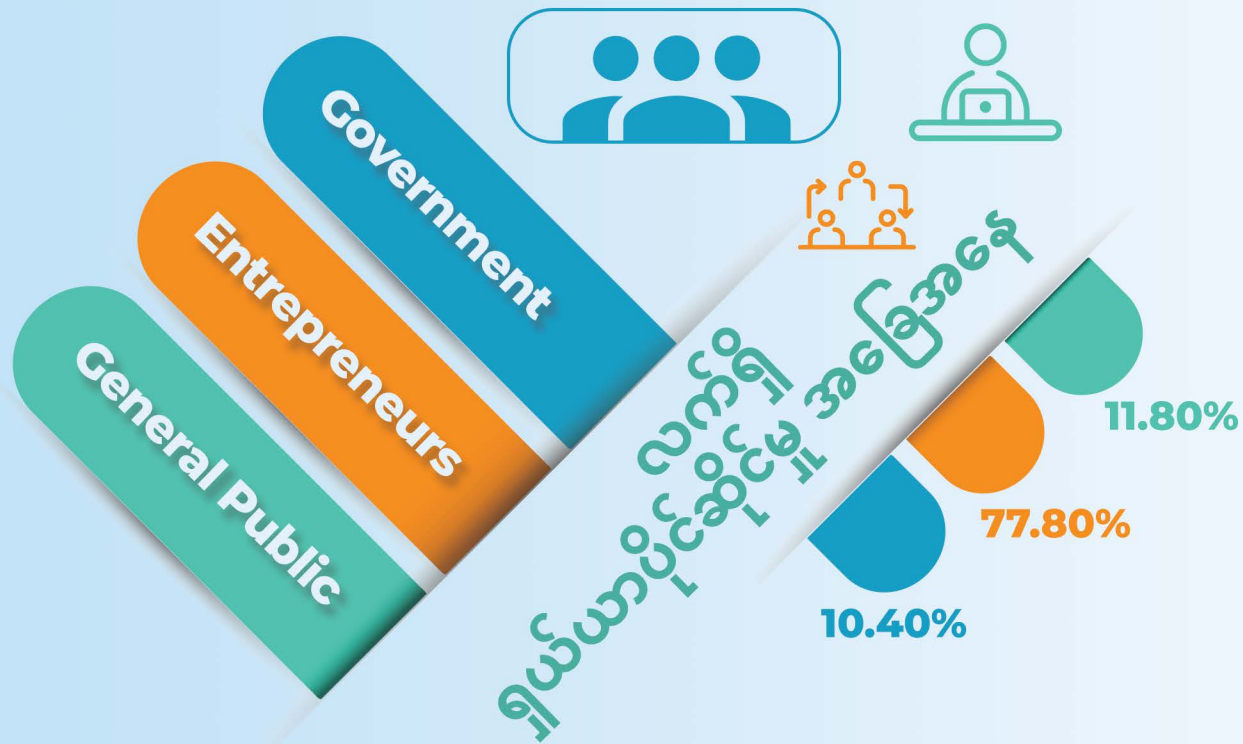 Government
Entrepreneurs
General Public
လက်ရှိ
ရှယ်ယာပိုင်ဆိုင်မှု အခြေအနေ
11.80%
77.80%
10.40%